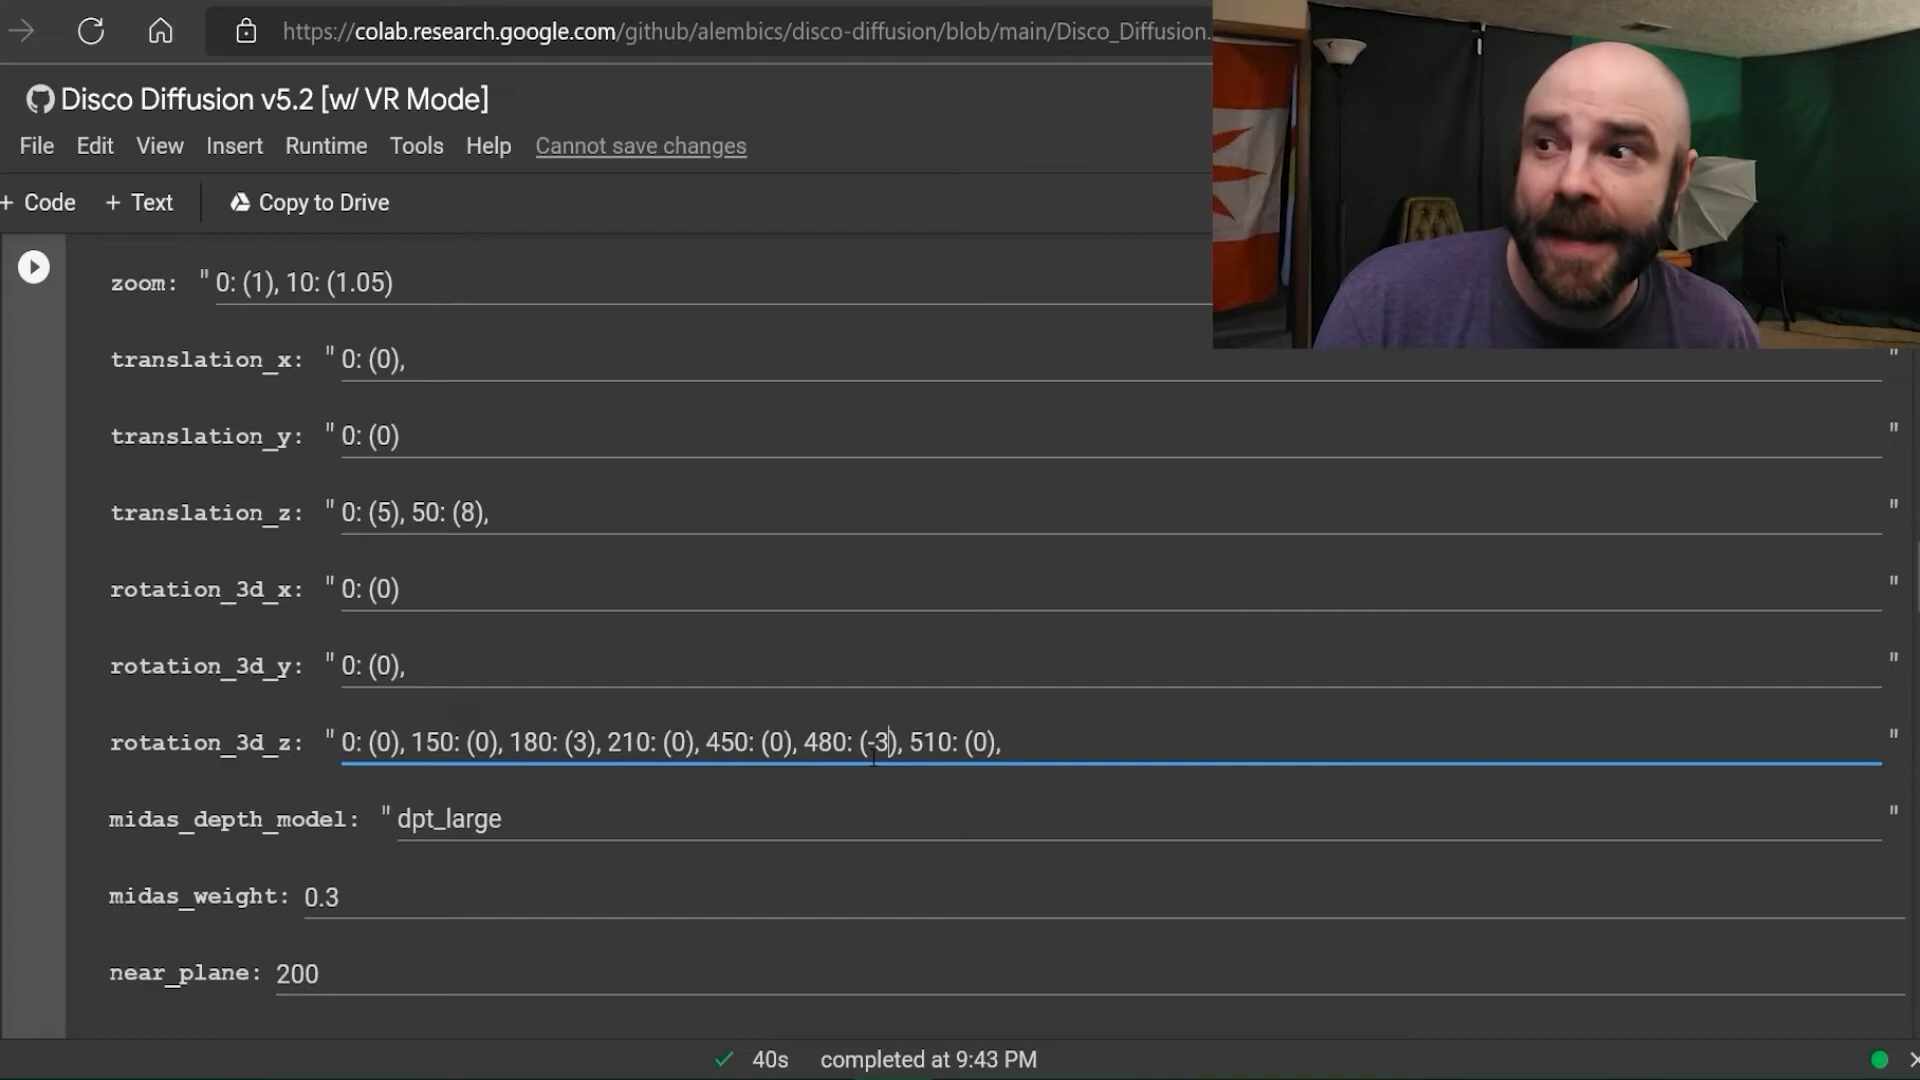 https://colab.research.google.com/github/alembics/disco-diffusion/blob/main/Disco_Diffusion.
Disco Diffusion v5.2 [w/ VR Mode]
File Edit View Insert Runtime Tools Help Cannot save changes
+ Code + Text Copy to Drive
zoom: " 0: (1), 10: (1.05)
translation_x: " 0: (0), "
translation_y: " 0: (0) "
translation_z: " 0: (5), 50: (8), "
rotation_3d_x: " 0: (0) "
rotation_3d_y: " 0: (0), "
rotation_3d_z: " 0: (0), 150: (0), 180: (3), 210: (0), 450: (0), 480: (-3), 510: (0), "
midas_depth_model: " dpt_large "
midas_weight: 0.3
near_plane: 200
40s completed at 9:43 PM